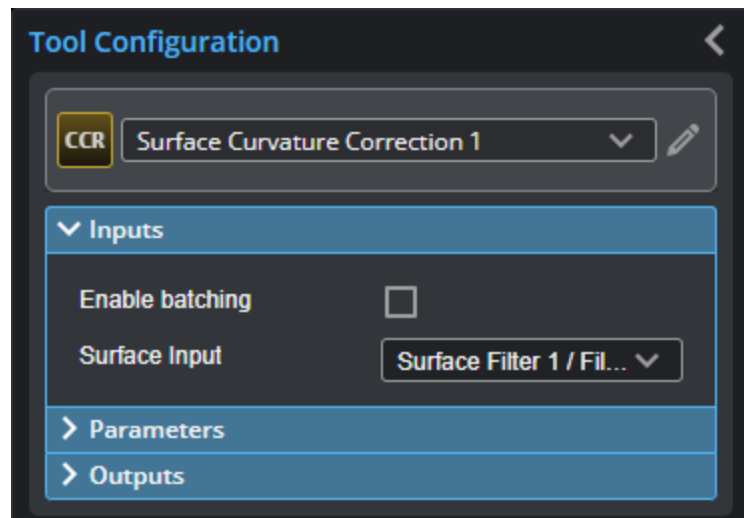 Tool Configuration
CCR Surface Curvature Correction 1
Inputs
Enable batching
Surface Input Surface Filter 1 / Fil...
Parameters
Outputs